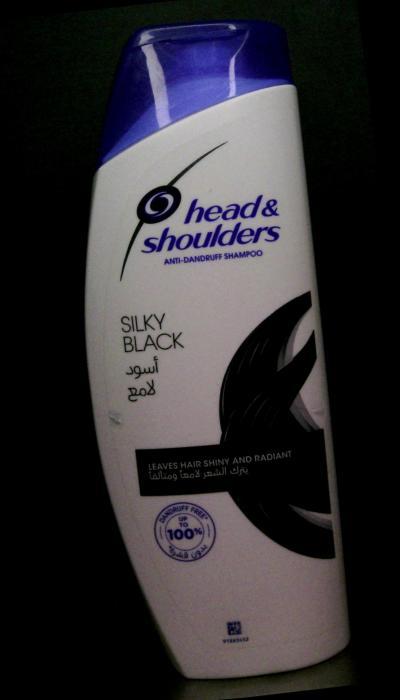 head&
shoulders
ANTI-DANDRUFF SHAMPOO
SILKY
BLACK
أسود
لامع
LEAVES HAIR SHINY AND RADIANT
يترك الشعر لامعاً ومتألقاً
DANDRUFF FREE*
UP
TO
100%
بدون قشرة*